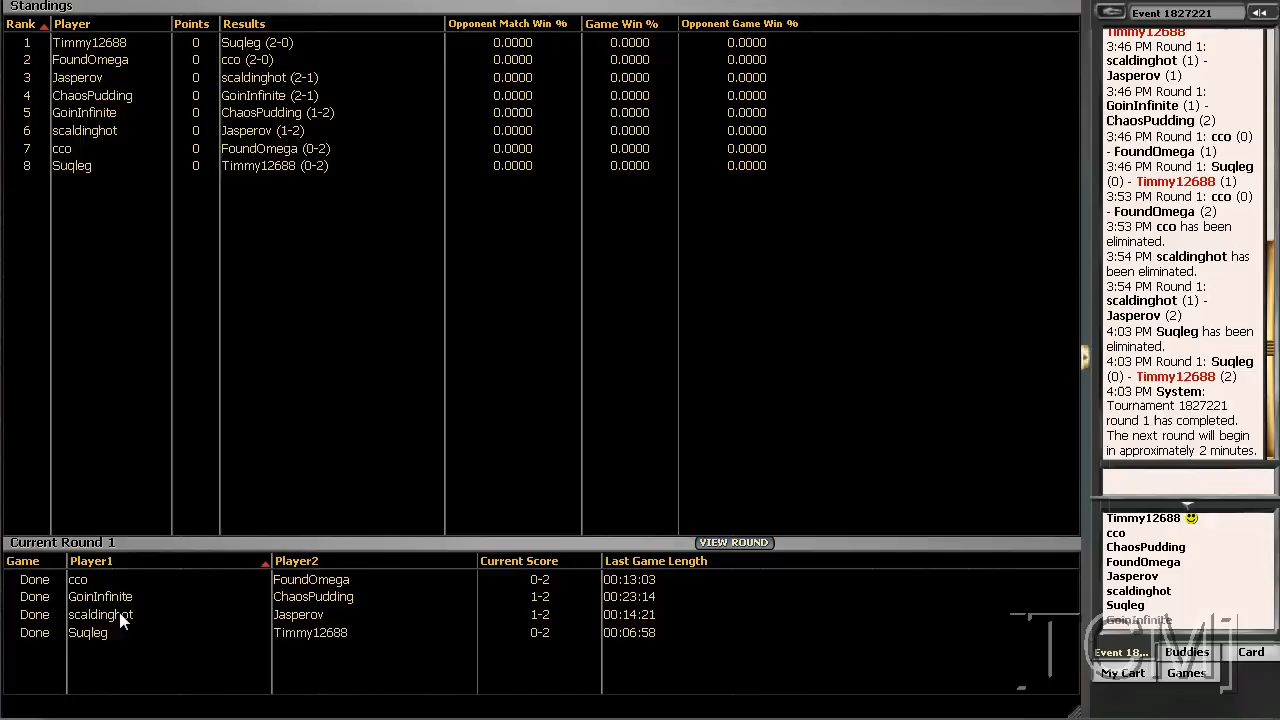 Standings
Rank Player Points Results Opponent Match Win % Game Win % Opponent Game Win %
1 Timmy12688 0 Suqleg (2-0) 0.0000 0.0000 0.0000
2 FoundOmega 0 cco (2-0) 0.0000 0.0000 0.0000
3 Jasperov 0 scaldinghot (2-1) 0.0000 0.0000 0.0000
4 ChaosPudding 0 GoinInfinite (2-1) 0.0000 0.0000 0.0000
5 GoinInfinite 0 ChaosPudding (1-2) 0.0000 0.0000 0.0000
6 scaldinghot 0 Jasperov (1-2) 0.0000 0.0000 0.0000
7 cco 0 FoundOmega (0-2) 0.0000 0.0000 0.0000
8 Suqleg 0 Timmy12688 (0-2) 0.0000 0.0000 0.0000
Current Round 1 VIEW ROUND
Game Player1 Player2 Current Score Last Game Length
Done cco FoundOmega 0-2 00:13:03
Done GoinInfinite ChaosPudding 1-2 00:23:14
Done scaldinghot Jasperov 1-2 00:14:21
Done Suqleg Timmy12688 0-2 00:06:58
Event 1827221
Timmy12688
3:46 PM Round 1:
scaldinghot (1) -
Jasperov (1)
3:46 PM Round 1:
GoinInfinite (1) -
ChaosPudding (2)
3:46 PM Round 1: cco (0)
- FoundOmega (1)
3:46 PM Round 1: Suqleg
(0) - Timmy12688 (1)
3:53 PM Round 1: cco (0)
- FoundOmega (2)
3:53 PM cco has been
eliminated.
3:54 PM scaldinghot has
been eliminated.
3:54 PM Round 1:
scaldinghot (1) -
Jasperov (2)
4:03 PM Suqleg has been
eliminated.
4:03 PM Round 1: Suqleg
(0) - Timmy12688 (2)
4:03 PM System:
Tournament 1827221
round 1 has completed.
The next round will begin
in approximately 2 minutes.
Timmy12688
cco
ChaosPudding
FoundOmega
Jasperov
scaldinghot
Suqleg
GoinInfinite
Event 18... Buddies Card
My Cart Games